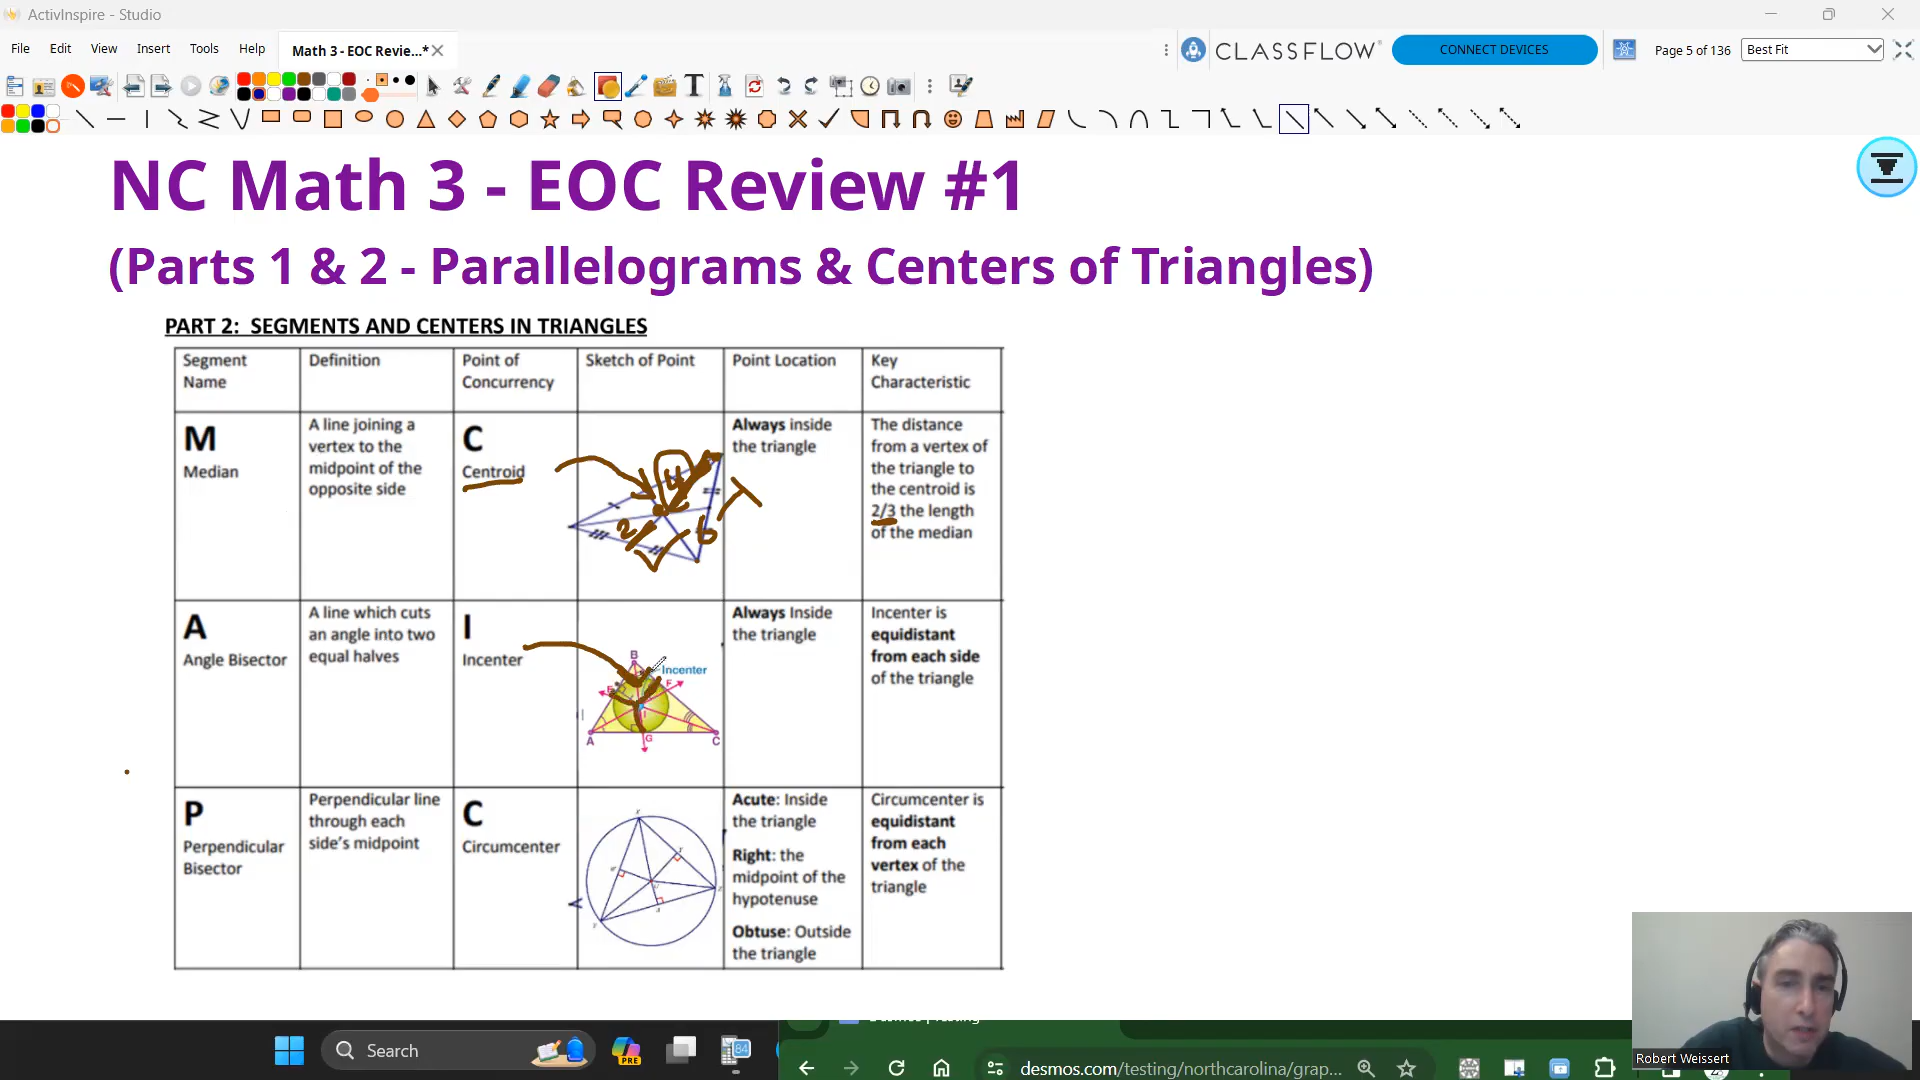 ActivInspire - Studio
File Edit View Insert Tools Help
Math 3 - EOC Revie...*
CLASSFLOW
CONNECT DEVICES
Page 5 of 136
Best Fit
NC Math 3 - EOC Review #1
(Parts 1 & 2 - Parallelograms & Centers of Triangles)
PART 2: SEGMENTS AND CENTERS IN TRIANGLES
Segment
Name
Definition
Point of
Concurrency
Sketch of Point
Point Location
Key
Characteristic
M
Median
A line joining a
vertex to the
midpoint of the
opposite side
C
Centroid
4
2
6
Always inside
the triangle
The distance
from a vertex of
the triangle to
the centroid is
2/3 the length
of the median
A
Angle Bisector
A line which cuts
an angle into two
equal halves
I
Incenter
B
Incenter
F
I
A
G
C
Always Inside
the triangle
Incenter is
equidistant
from each side
of the triangle
P
Perpendicular
Bisector
Perpendicular line
through each
side's midpoint
C
Circumcenter
Acute: Inside
the triangle
Right: the
midpoint of the
hypotenuse
Obtuse: Outside
the triangle
Circumcenter is
equidistant
from each
vertex of the
triangle
Robert Weissert
Search
PRE
84
desmos.com/testing/northcarolina/grap...